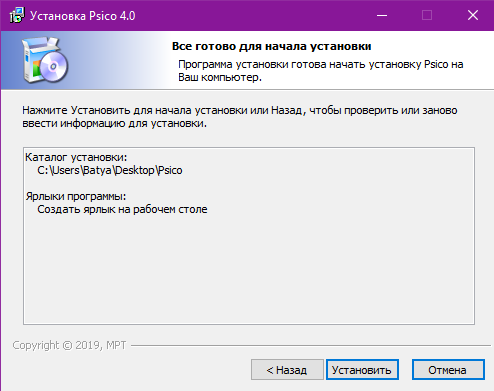 Установка Psico 4.0
Все готово для начала установки
Программа установки готова начать установку Psico на
Ваш компьютер.
Нажмите Установить для начала установки или Назад, чтобы проверить или заново
ввести информацию для установки.
Каталог установки:
C:\Users\Batya\Desktop\Psico
Ярлыки программы:
Создать ярлык на рабочем столе
Copyright © 2019, MPT
< Назад
Установить
Отмена